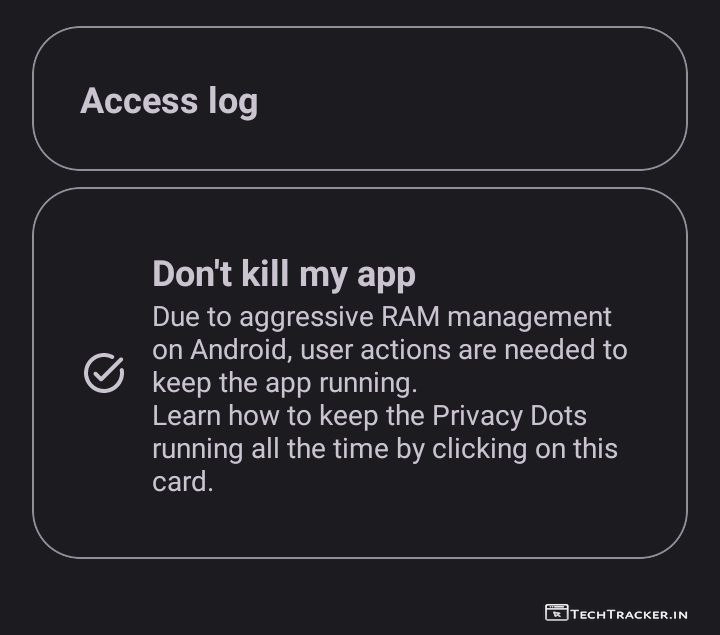 Access log
Don't kill my app
Due to aggressive RAM management
on Android, user actions are needed to
keep the app running.
Learn how to keep the Privacy Dots
running all the time by clicking on this
card.
TECHTRACKER.IN